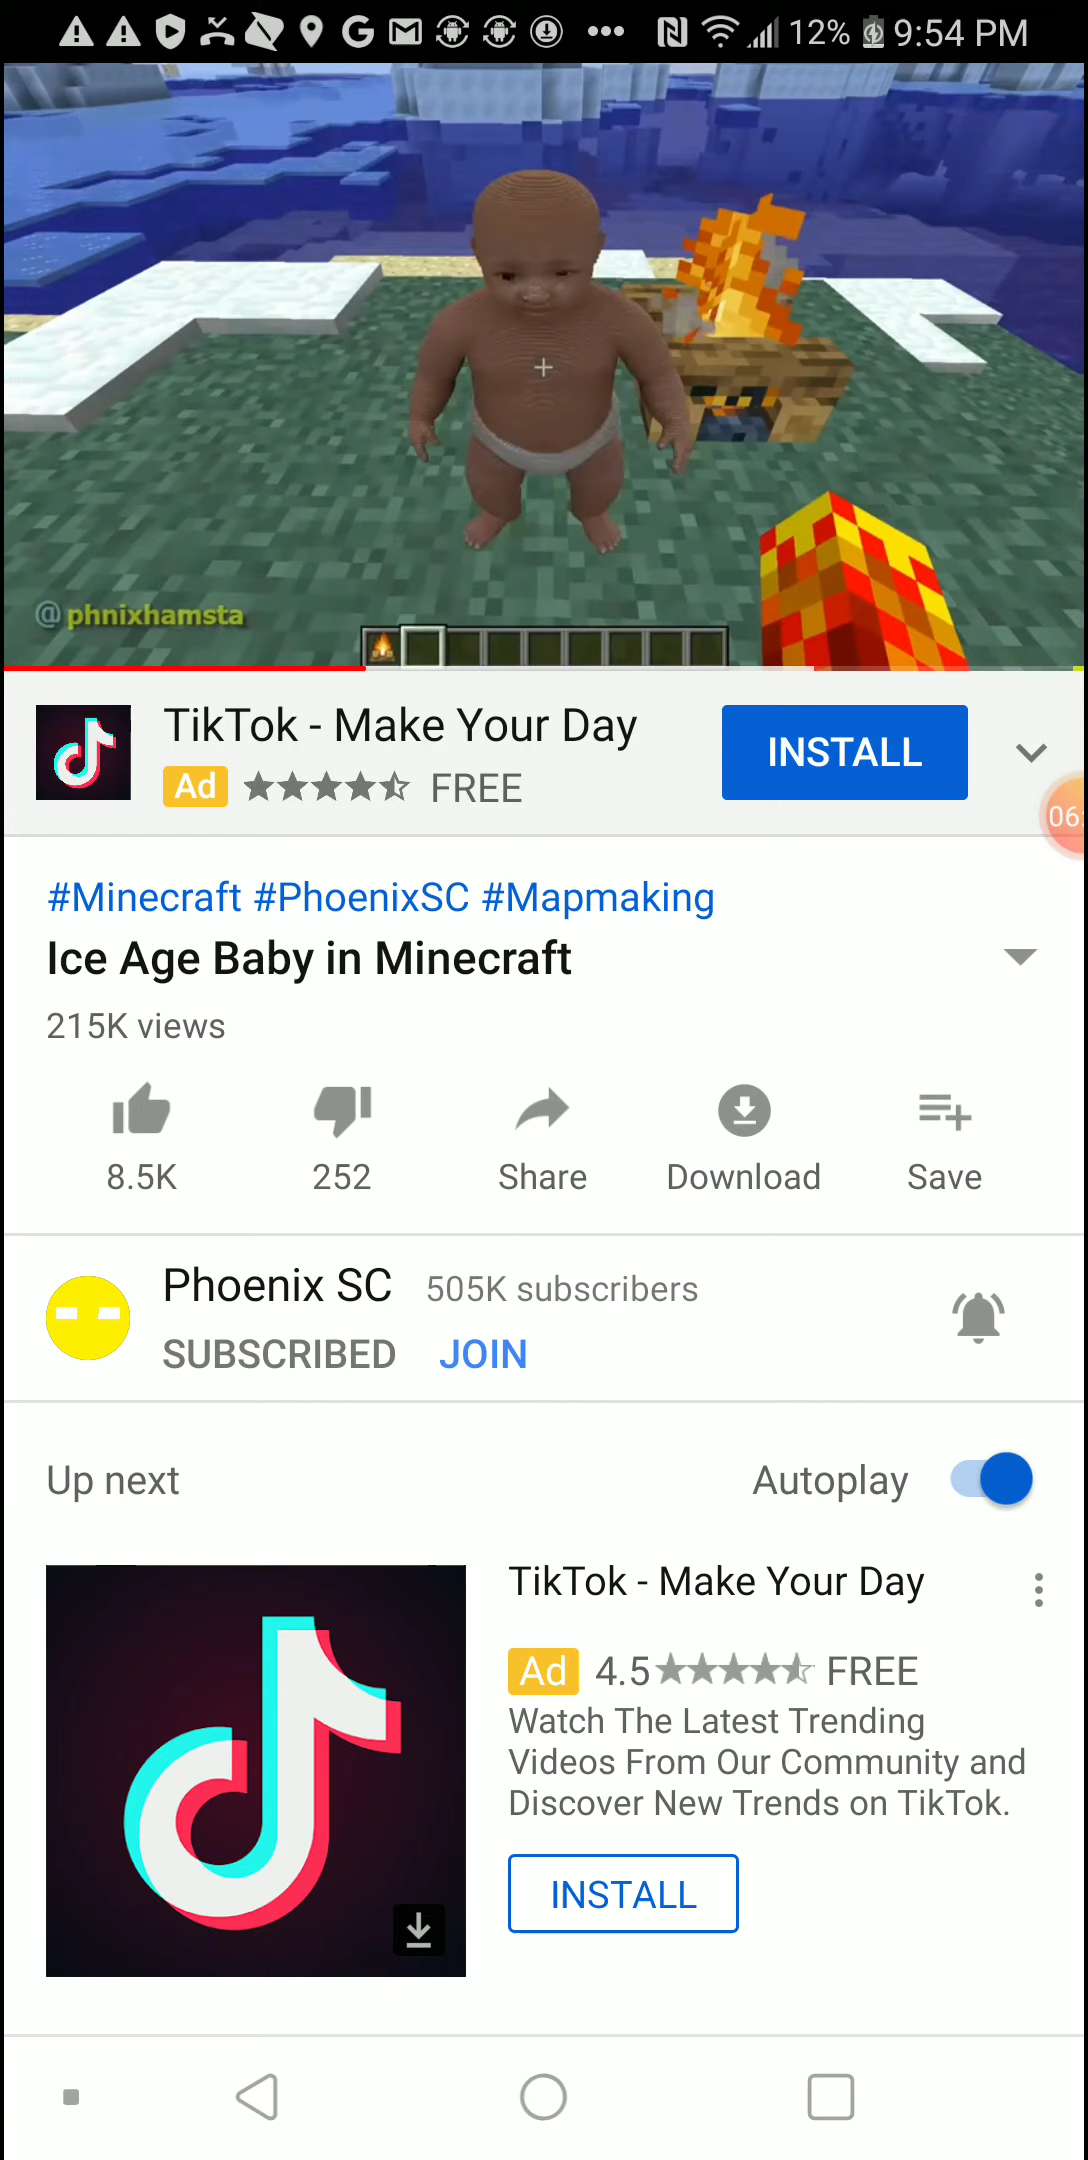 12% 9:54 PM
@phnixhamsta
TikTok - Make Your Day
INSTALL
Ad FREE
06
#Minecraft #PhoenixSC #Mapmaking
Ice Age Baby in Minecraft
215K views
8.5K 252 Share Download Save
Phoenix SC 505K subscribers
SUBSCRIBED JOIN
Up next Autoplay
TikTok - Make Your Day
Ad 4.5 FREE
Watch The Latest Trending
Videos From Our Community and
Discover New Trends on TikTok.
INSTALL